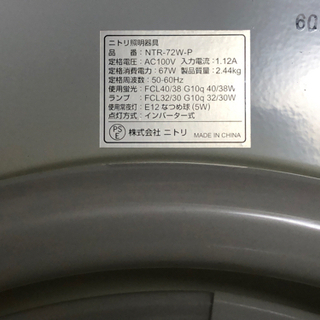 ニトリ照明器具
品番： NTR-72W-P
定格電圧： AC100V 入力電流：1.12A
定格消費電力： 67W 製品質量：2.44kg
定格周波数： 50-60Hz
使用蛍光： FCL40/38 G10q 40/38W
ランプ： FCL32/30 G10q 32/30W
使用常夜灯： E12 なつめ球 (5W)
点灯方式： インバーター式
PS
E
株式会社 ニトリ MADE IN CHINA